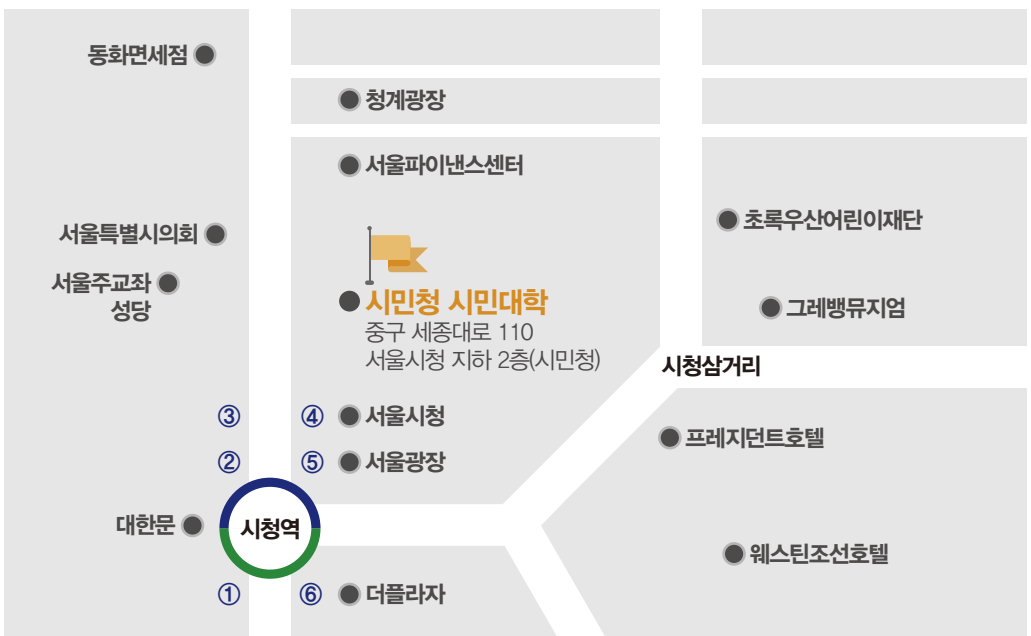 동화면세점
청계광장
서울파이낸스센터
초록우산어린이재단
서울특별시의회
서울주교좌
성당
시민청 시민대학
중구 세종대로 110
서울시청 지하 2층(시민청)
그레뱅뮤지엄
시청삼거리
③
④ 서울시청
프레지던트호텔
②
⑤ 서울광장
대한문
시청역
웨스틴조선호텔
①
⑥ 더플라자